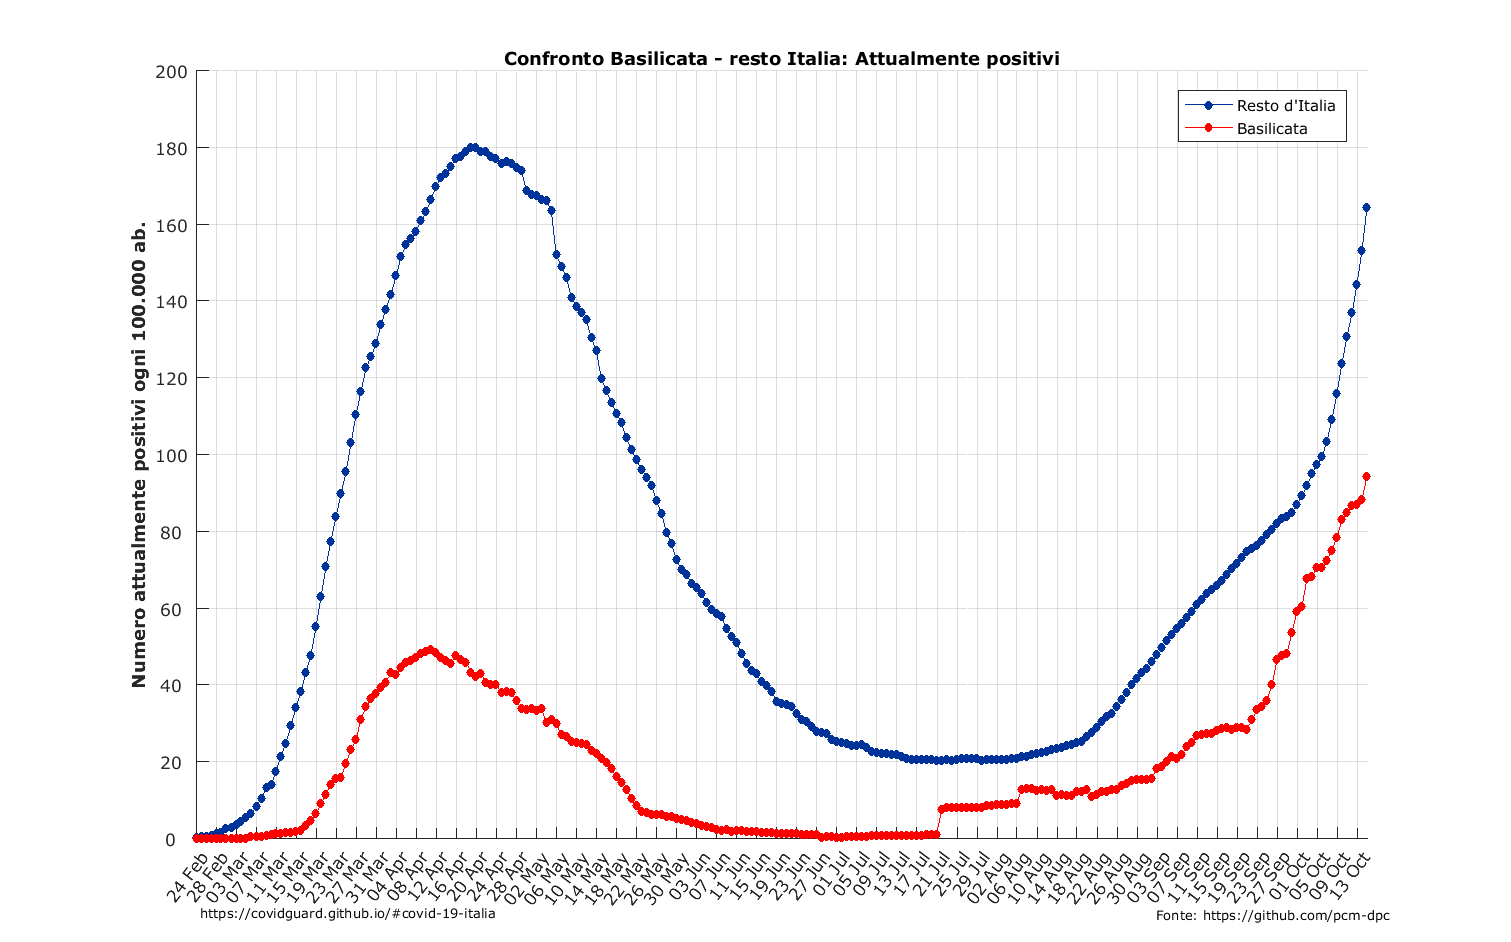 Confronto Basilicata - resto Italia: Attualmente positivi
Numero attualmente positivi ogni 100.000 ab.
200
180
160
140
120
100
80
60
40
20
0
Resto d'Italia
Basilicata
24 Feb
28 Feb
03 Mar
07 Mar
11 Mar
15 Mar
19 Mar
23 Mar
27 Mar
31 Mar
04 Apr
08 Apr
12 Apr
16 Apr
20 Apr
24 Apr
28 Apr
02 May
06 May
10 May
14 May
18 May
22 May
26 May
30 May
03 Jun
07 Jun
11 Jun
15 Jun
19 Jun
23 Jun
27 Jun
01 Jul
05 Jul
09 Jul
13 Jul
17 Jul
21 Jul
25 Jul
29 Jul
02 Aug
06 Aug
10 Aug
14 Aug
18 Aug
22 Aug
26 Aug
30 Aug
03 Sep
07 Sep
11 Sep
15 Sep
19 Sep
23 Sep
27 Sep
01 Oct
05 Oct
09 Oct
13 Oct
https://covidguard.github.io/#covid-19-italia
Fonte: https://github.com/pcm-dpc